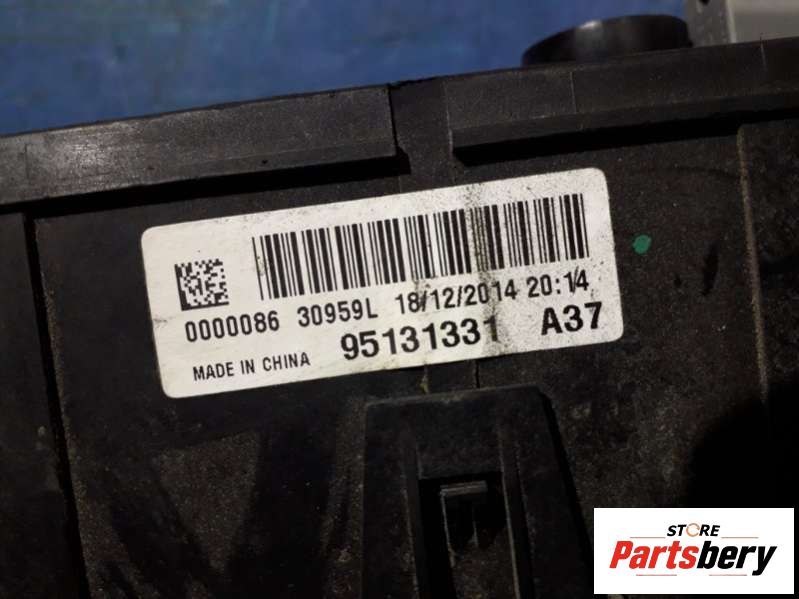 0000086 30959L 18/12/2014 20:14
MADE IN CHINA 95131331 A37
STORE
Partsbery